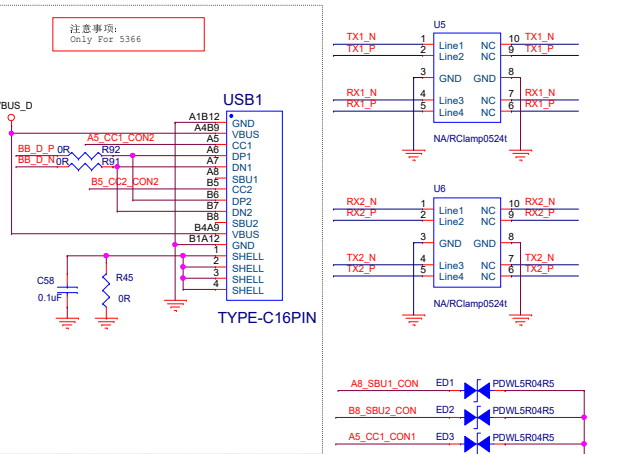 注意事项:
Only For 5366
BUS_D
USB1
A1B12 GND
A4B9 VBUS
A5_CC1_CON2 A5 CC1
BB_D_P 0R R92 A6 DP1
BB_D_N 0R R91 A7 DN1
A8 SBU1
B5_CC2_CON2 B5 CC2
B6 DP2
B7 DN2
B8 SBU2
B4A9 VBUS
B1A12 GND
1 SHELL
2 SHELL
3 SHELL
4 SHELL
C58
0.1uF
R45
0R
TYPE-C16PIN
U5
TX1_N 1 Line1 NC 10 TX1_N
TX1_P 2 Line2 NC 9 TX1_P
3 GND GND 8
RX1_N 4 Line3 NC 7 RX1_N
RX1_P 5 Line4 NC 6 RX1_P
NA/RClamp0524t
U6
RX2_N 1 Line1 NC 10 RX2_N
RX2_P 2 Line2 NC 9 RX2_P
3 GND GND 8
TX2_N 4 Line3 NC 7 TX2_N
TX2_P 5 Line4 NC 6 TX2_P
NA/RClamp0524t
A8_SBU1_CON ED1 PDWL5R04R5
B8_SBU2_CON ED2 PDWL5R04R5
A5_CC1_CON1 ED3 PDWL5R04R5